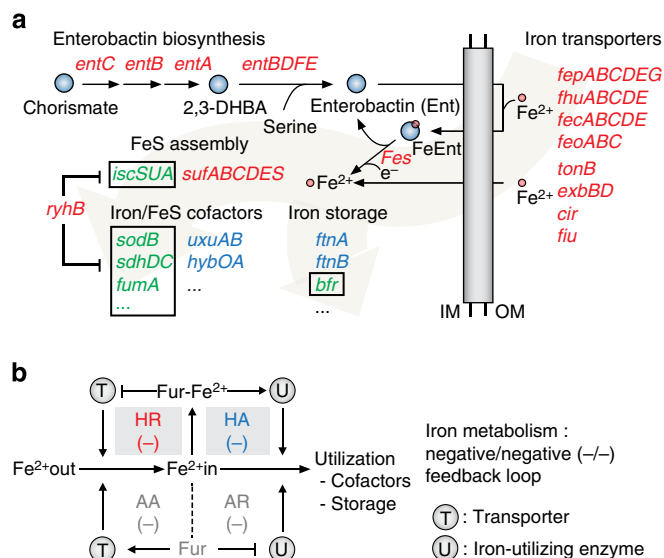 a
Enterobactin biosynthesis
Iron transporters
entC entB entA entBDFE
fepABCDEG
fhuABCDE
fecABCDE
feoABC
Chorismate
2,3-DHBA
Enterobactin (Ent)
Fe²⁺
Serine
FeEnt
FeS assembly
Fes
e⁻
iscSUA sufABCDES
Fe²⁺
Fe²⁺
tonB
exbBD
cir
fiu
ryhB
Iron/FeS cofactors
Iron storage
sodB uxuAB
ftnA
sdhDC hybOA
ftnB
fumA ...
bfr
...
...
IM OM
b
T Fur-Fe²⁺ U
HR HA
(–) (–)
Fe²⁺out Fe²⁺in
Utilization
- Cofactors
- Storage
AA AR
(–) (–)
T Fur U
Iron metabolism :
negative/negative (–/–)
feedback loop
T : Transporter
U : Iron-utilizing enzyme